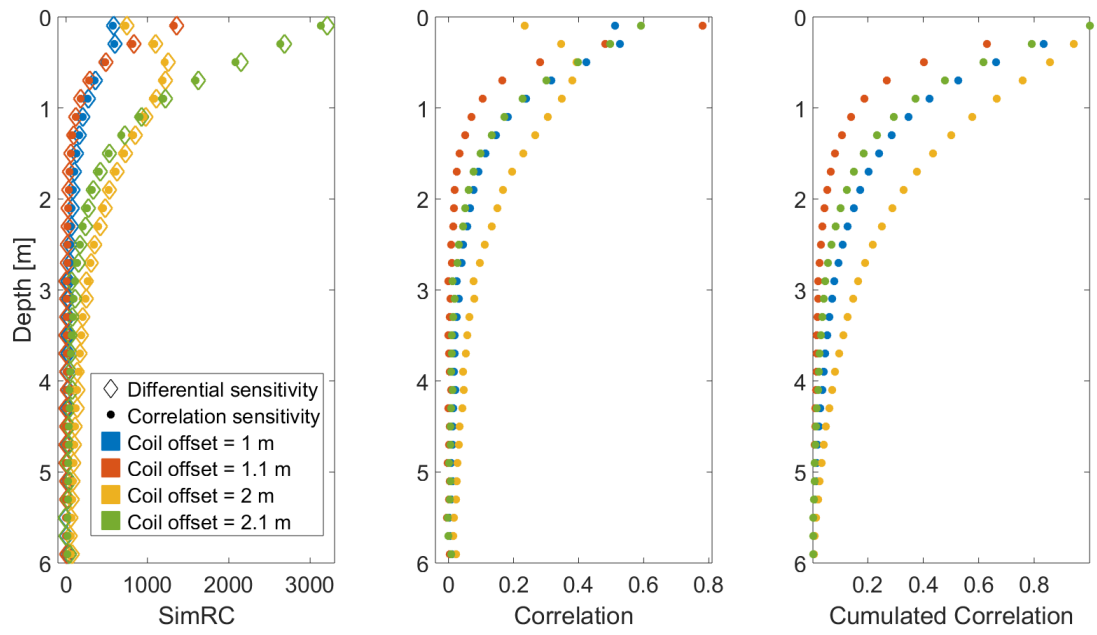 Depth [m]
0
1
2
3
4
5
6
0 1000 2000 3000
SimRC
Differential sensitivity
Correlation sensitivity
Coil offset = 1 m
Coil offset = 1.1 m
Coil offset = 2 m
Coil offset = 2.1 m
0
1
2
3
4
5
6
0 0.2 0.4 0.6 0.8
Correlation
0
1
2
3
4
5
6
0.2 0.4 0.6 0.8
Cumulated Correlation